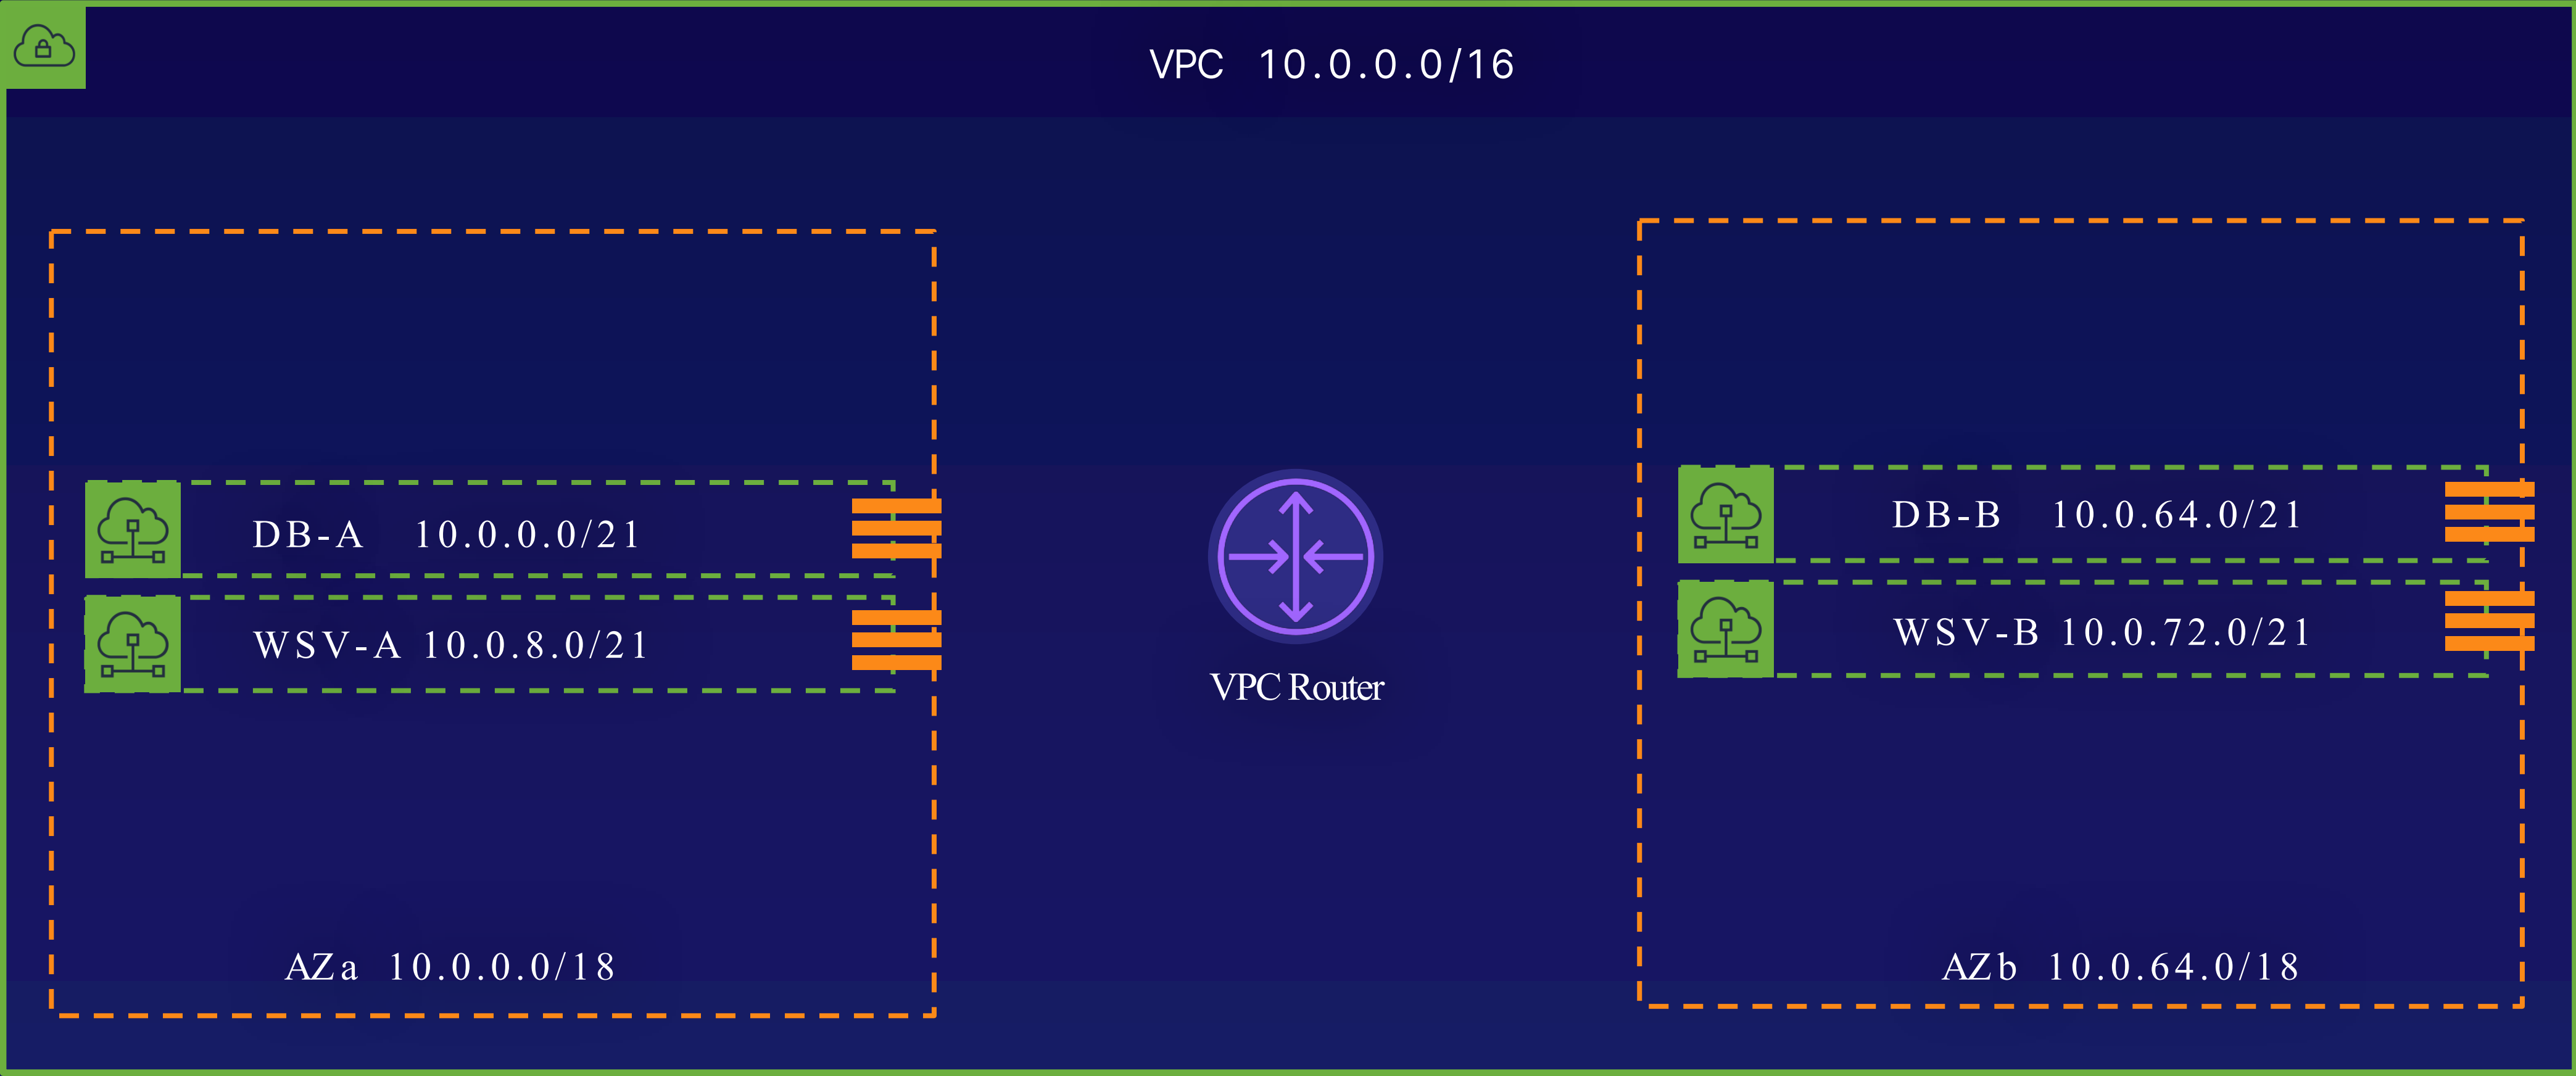 VPC 10.0.0.0/16
DB-A 10.0.0.0/21
WSV-A 10.0.8.0/21
AZa 10.0.0.0/18
VPC Router
DB-B 10.0.64.0/21
WSV-B 10.0.72.0/21
AZb 10.0.64.0/18